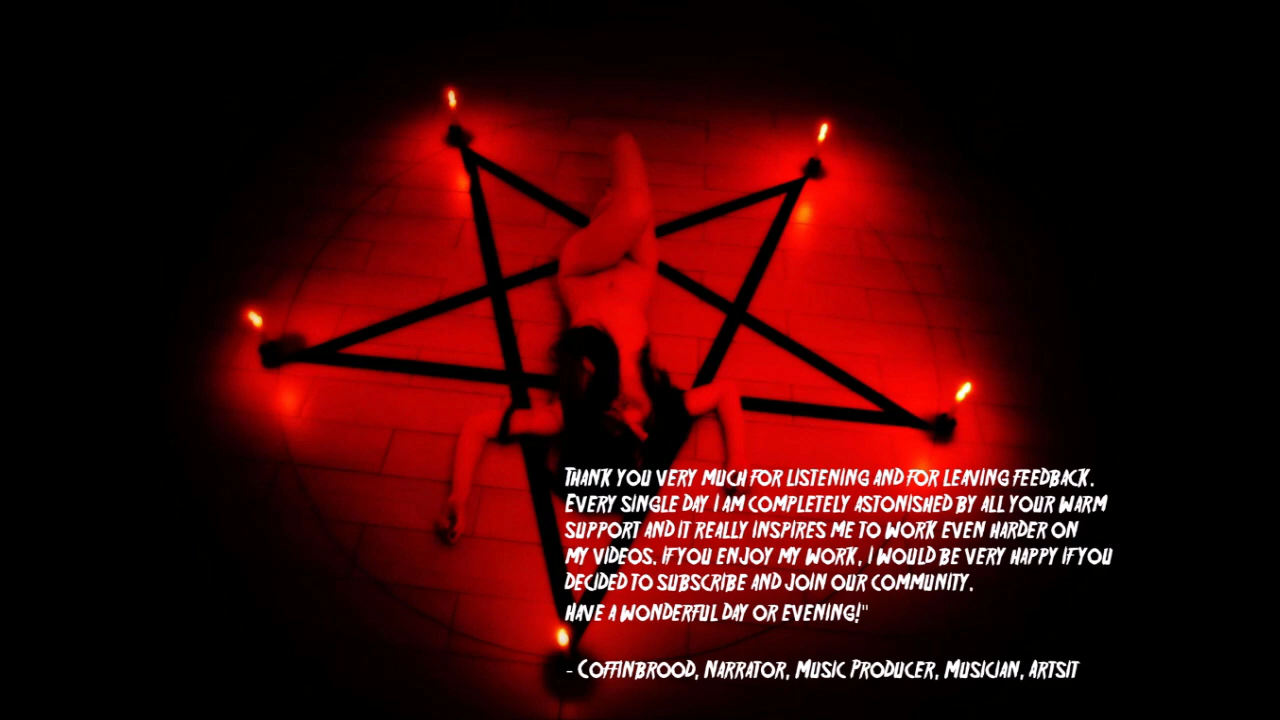 Thank you very much for listening and for leaving feedback.
Every single day I am completely astonished by all your warm
support and it really inspires me to work even harder on
my videos. If you enjoy my work, I would be very happy if you
decided to subscribe and join our community.
Have a wonderful day or evening!"
- Coffinbrood, Narrator, Music Producer, Musician, Artsit